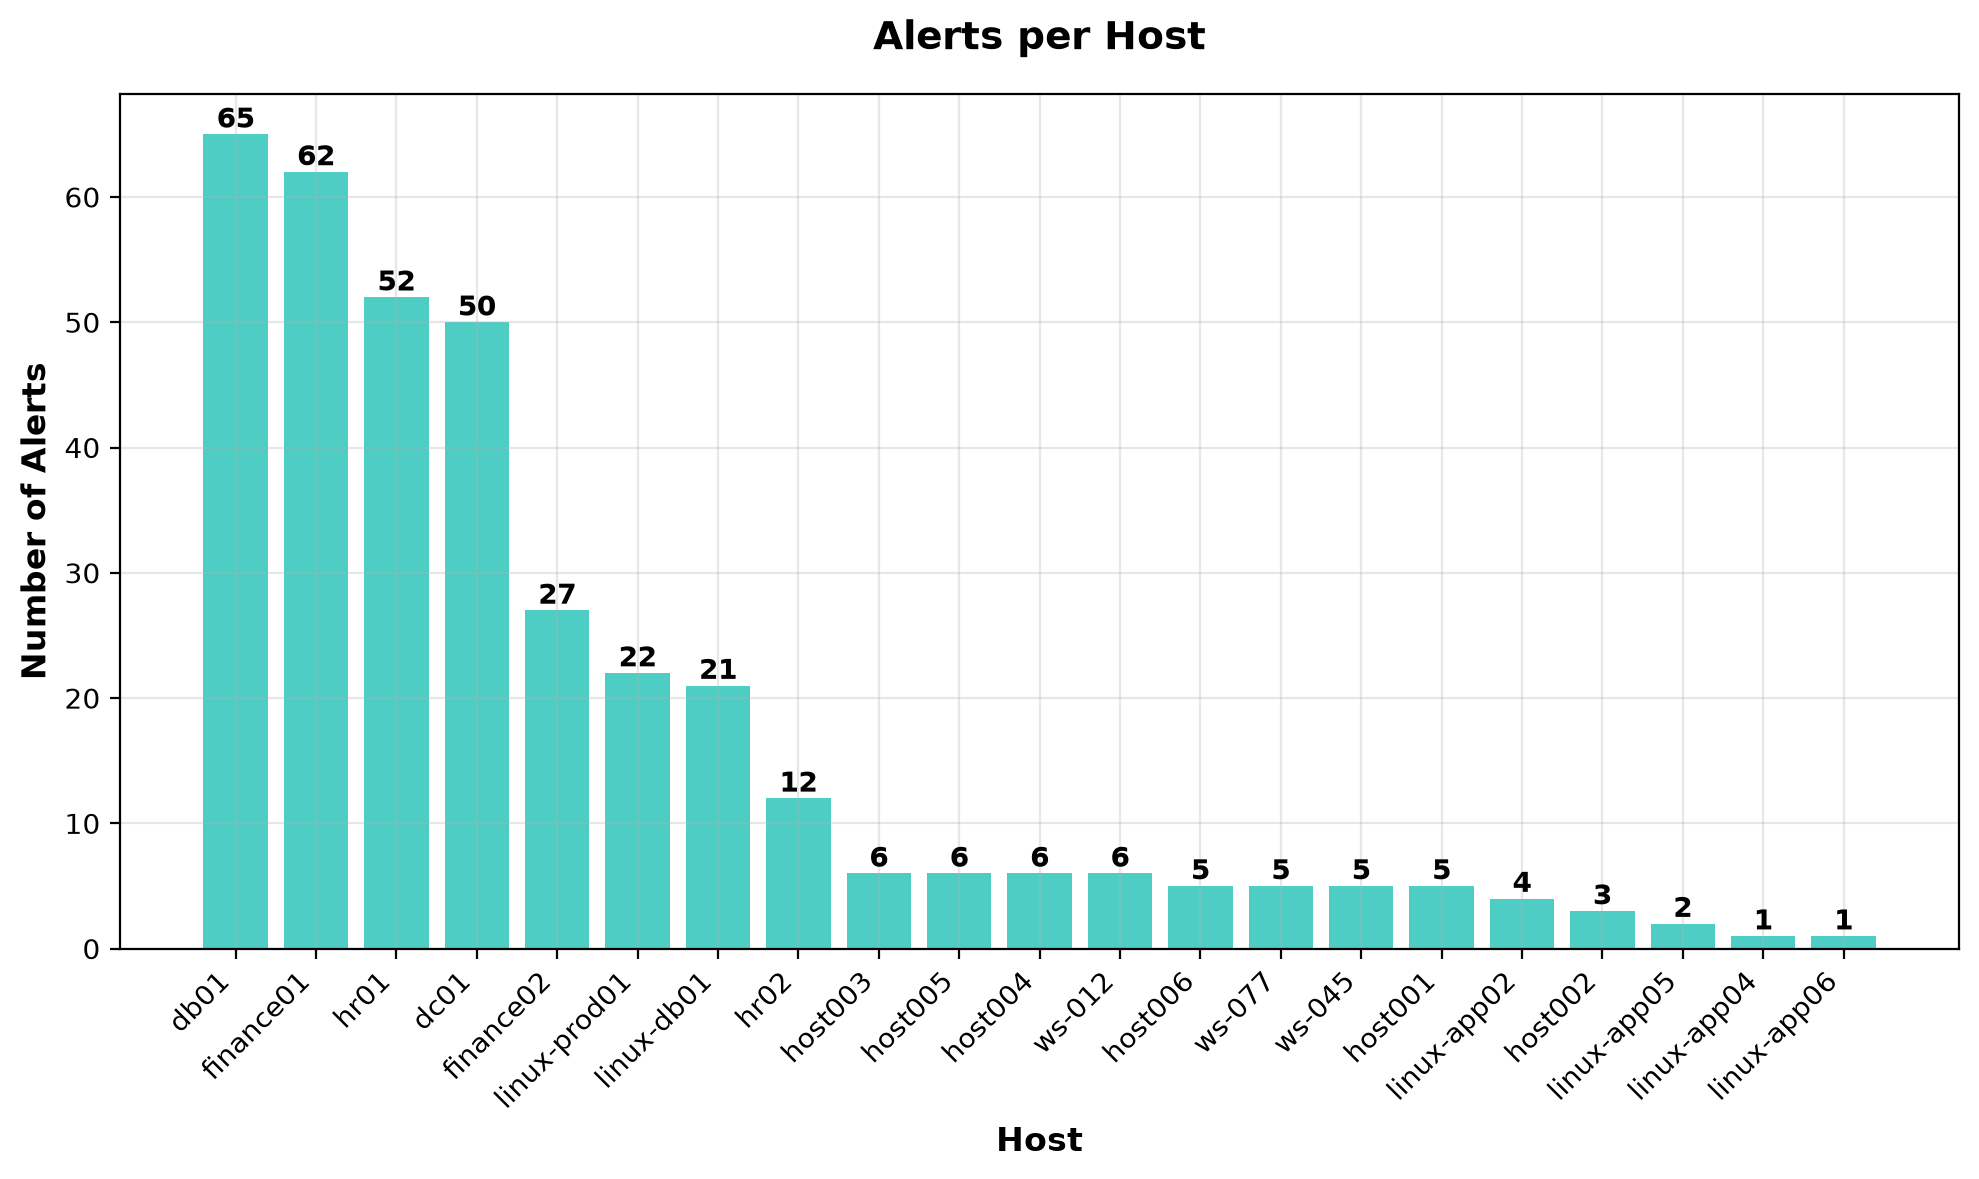 Alerts per Host
Number of Alerts
60
50
40
30
20
10
0
65
62
52
50
27
22
21
12
6
6
6
6
5
5
5
5
4
3
2
1
1
db01
finance01
hr01
dc01
finance02
linux-prod01
linux-db01
hr02
host003
host005
host004
ws-012
host006
ws-077
ws-045
host001
linux-app02
host002
linux-app05
linux-app04
linux-app06
Host